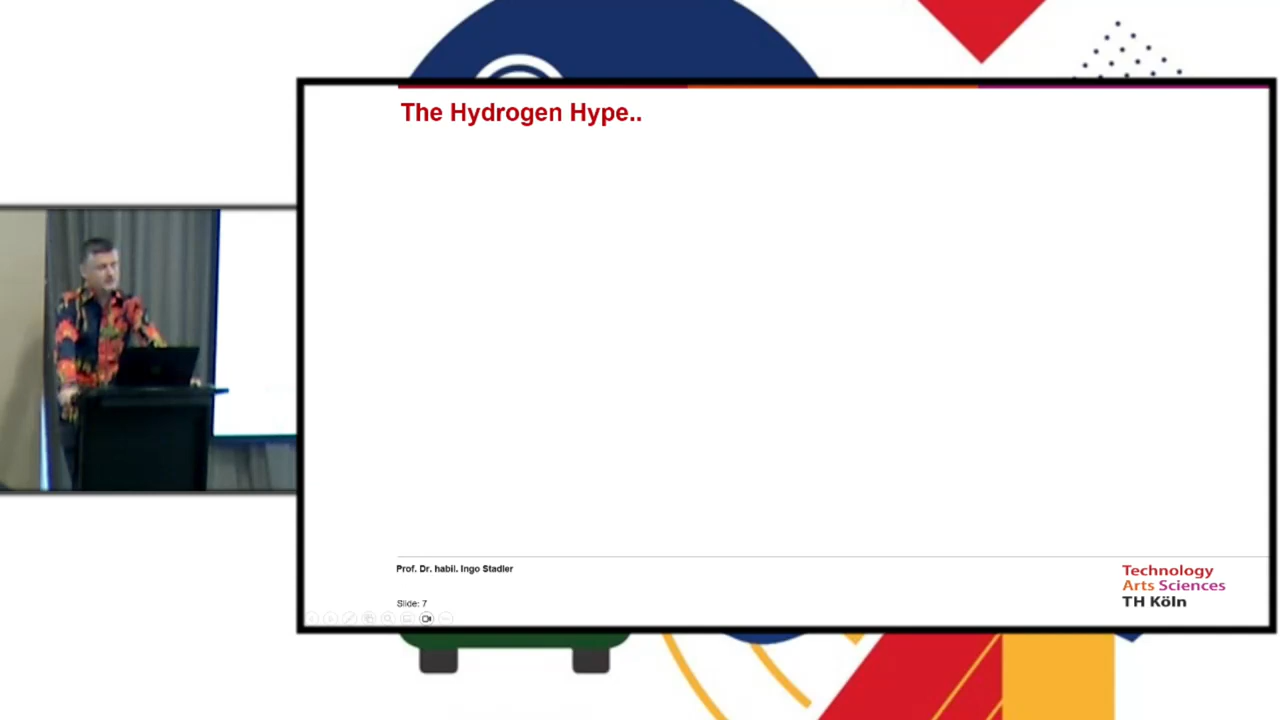 The Hydrogen Hype..
Prof. Dr. habil. Ingo Stadler
Slide: 7
Technology
Arts Sciences
TH Köln